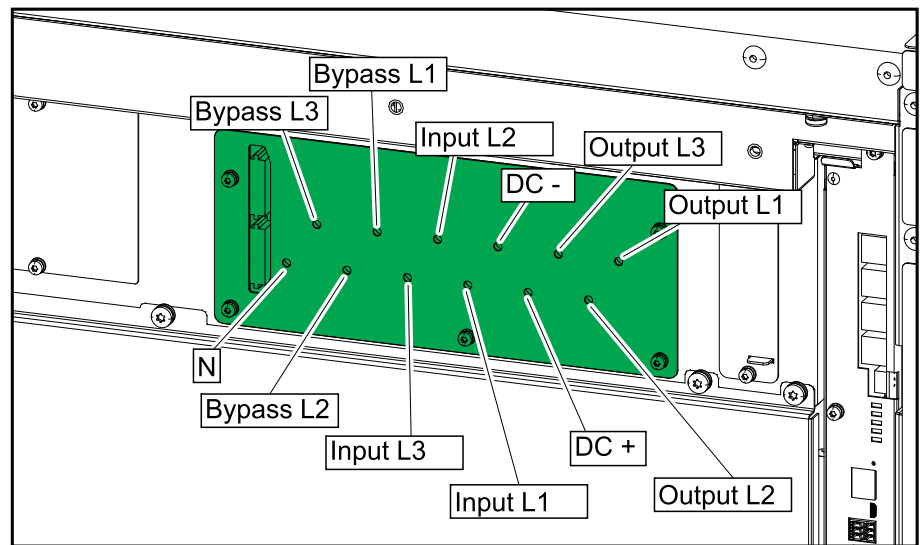 Bypass L1
Bypass L3
Input L2
Output L3
DC -
Output L1
N
Bypass L2
Input L3
DC +
Input L1
Output L2